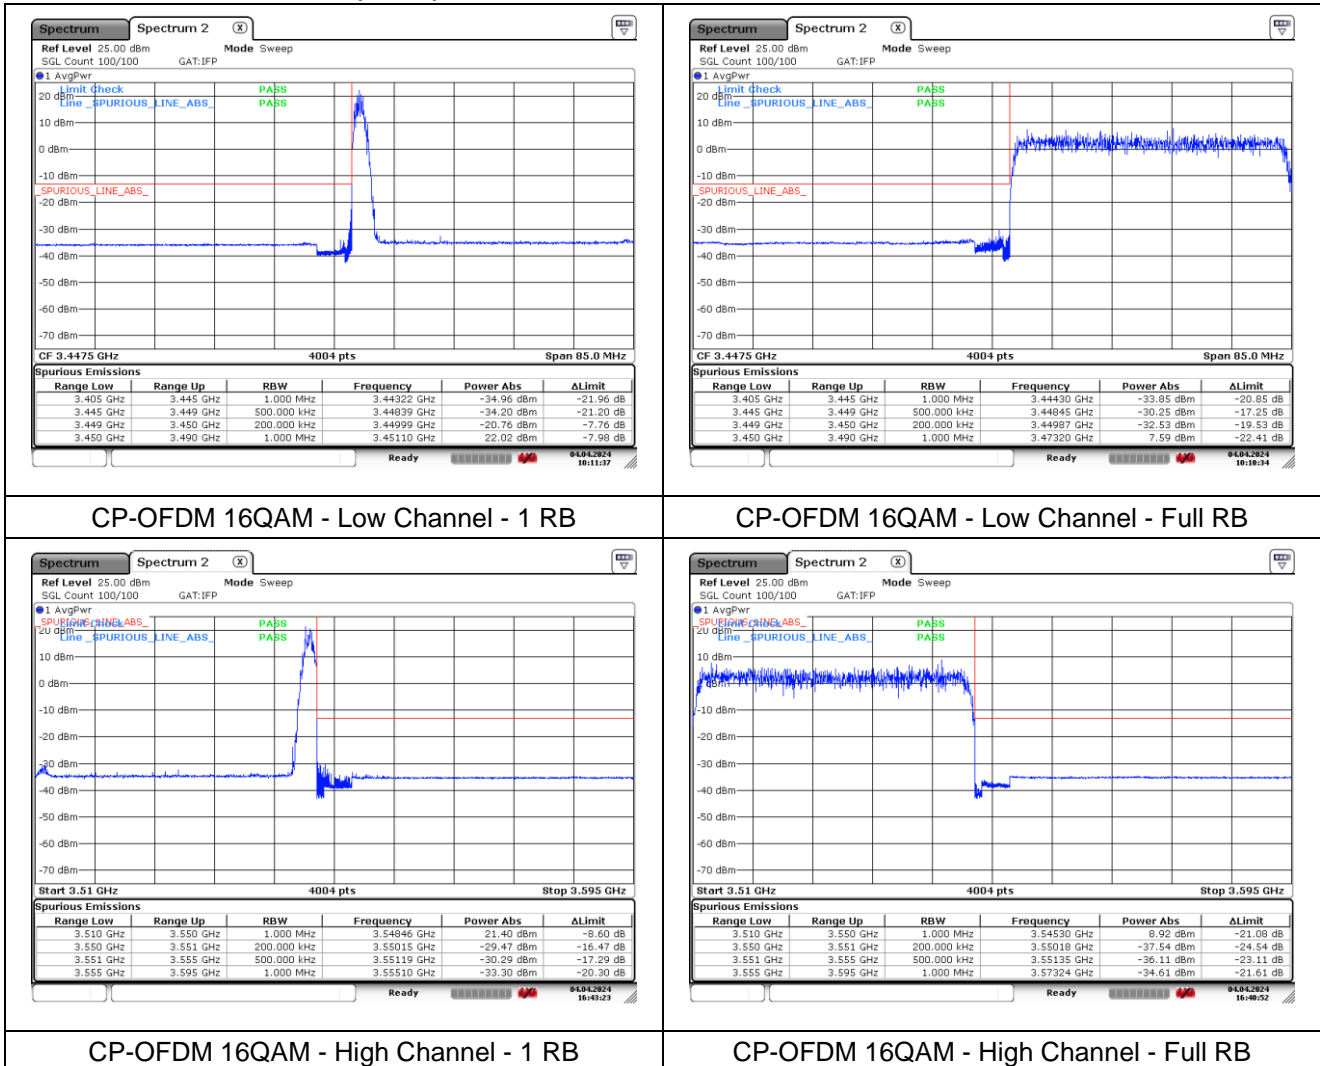 Spectrum Spectrum 2 X
Ref Level 25.00 dBm Mode Sweep
SGL Count 100/100 GAT:IFP
1 AvgPwr
Limit Check PASS
20 dBm
Line _SPURIOUS_LINE_ABS_ PASS
10 dBm
0 dBm
-10 dBm
_SPURIOUS_LINE_ABS_
-20 dBm
-30 dBm
-40 dBm
-50 dBm
-60 dBm
-70 dBm
CF 3.4475 GHz 4004 pts Span 85.0 MHz
Spurious Emissions
Range Low Range Up RBW Frequency Power Abs ΔLimit
3.405 GHz 3.445 GHz 1.000 MHz 3.44322 GHz -34.96 dBm -21.96 dB
3.445 GHz 3.449 GHz 500.000 kHz 3.44839 GHz -34.20 dBm -21.20 dB
3.449 GHz 3.450 GHz 200.000 kHz 3.44999 GHz -20.76 dBm -7.76 dB
3.450 GHz 3.490 GHz 1.000 MHz 3.45110 GHz 22.02 dBm -7.98 dB
Ready 04.04.2024
10:11:37
CP-OFDM 16QAM - Low Channel - 1 RB
Spectrum Spectrum 2 X
Ref Level 25.00 dBm Mode Sweep
SGL Count 100/100 GAT:IFP
1 AvgPwr
Limit Check PASS
20 dBm
Line _SPURIOUS_LINE_ABS_ PASS
10 dBm
0 dBm
-10 dBm
_SPURIOUS_LINE_ABS_
-20 dBm
-30 dBm
-40 dBm
-50 dBm
-60 dBm
-70 dBm
CF 3.4475 GHz 4004 pts Span 85.0 MHz
Spurious Emissions
Range Low Range Up RBW Frequency Power Abs ΔLimit
3.405 GHz 3.445 GHz 1.000 MHz 3.44430 GHz -33.85 dBm -20.85 dB
3.445 GHz 3.449 GHz 500.000 kHz 3.44845 GHz -30.25 dBm -17.25 dB
3.449 GHz 3.450 GHz 200.000 kHz 3.44987 GHz -32.53 dBm -19.53 dB
3.450 GHz 3.490 GHz 1.000 MHz 3.47320 GHz 7.59 dBm -22.41 dB
Ready 04.04.2024
10:10:34
CP-OFDM 16QAM - Low Channel - Full RB
Spectrum Spectrum 2 X
Ref Level 25.00 dBm Mode Sweep
SGL Count 100/100 GAT:IFP
1 AvgPwr
_SPURIOUS_LINE_ABS_
Limit Check PASS
20 dBm
Line _SPURIOUS_LINE_ABS_ PASS
10 dBm
0 dBm
-10 dBm
-20 dBm
-30 dBm
-40 dBm
-50 dBm
-60 dBm
-70 dBm
Start 3.51 GHz 4004 pts Stop 3.595 GHz
Spurious Emissions
Range Low Range Up RBW Frequency Power Abs ΔLimit
3.510 GHz 3.550 GHz 1.000 MHz 3.54846 GHz 21.40 dBm -8.60 dB
3.550 GHz 3.551 GHz 200.000 kHz 3.55015 GHz -29.47 dBm -16.47 dB
3.551 GHz 3.555 GHz 500.000 kHz 3.55119 GHz -30.29 dBm -17.29 dB
3.555 GHz 3.595 GHz 1.000 MHz 3.55510 GHz -33.30 dBm -20.30 dB
Ready 04.04.2024
16:43:23
CP-OFDM 16QAM - High Channel - 1 RB
Spectrum Spectrum 2 X
Ref Level 25.00 dBm Mode Sweep
SGL Count 100/100 GAT:IFP
1 AvgPwr
_SPURIOUS_LINE_ABS_
Limit Check PASS
20 dBm
Line _SPURIOUS_LINE_ABS_ PASS
10 dBm
0 dBm
-10 dBm
-20 dBm
-30 dBm
-40 dBm
-50 dBm
-60 dBm
-70 dBm
Start 3.51 GHz 4004 pts Stop 3.595 GHz
Spurious Emissions
Range Low Range Up RBW Frequency Power Abs ΔLimit
3.510 GHz 3.550 GHz 1.000 MHz 3.54530 GHz 8.92 dBm -21.08 dB
3.550 GHz 3.551 GHz 200.000 kHz 3.55018 GHz -37.54 dBm -24.54 dB
3.551 GHz 3.555 GHz 500.000 kHz 3.55135 GHz -36.11 dBm -23.11 dB
3.555 GHz 3.595 GHz 1.000 MHz 3.57324 GHz -34.61 dBm -21.61 dB
Ready 04.04.2024
16:40:52
CP-OFDM 16QAM - High Channel - Full RB